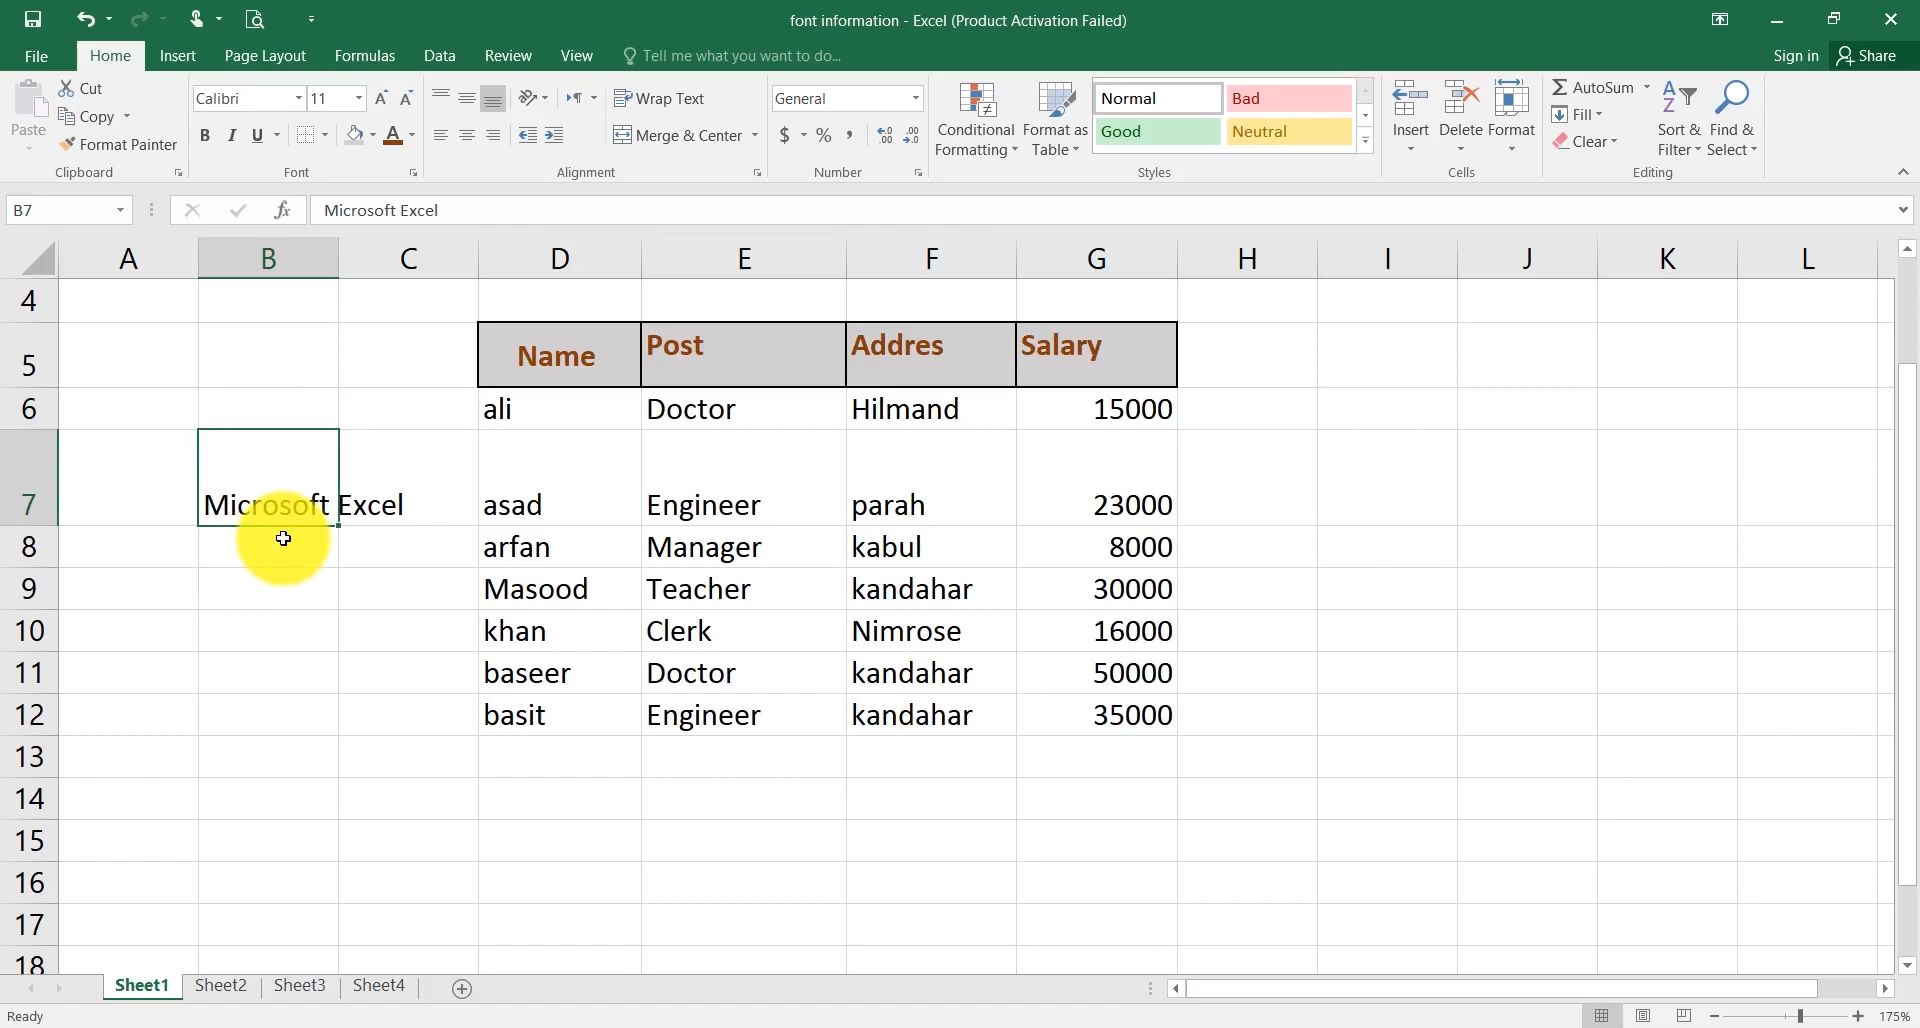 font information - Excel (Product Activation Failed)
File Home Insert Page Layout Formulas Data Review View Tell me what you want to do... Sign in Share
Paste Cut Copy Format Painter Clipboard
Calibri 11 B I U A Font
Wrap Text Merge & Center Alignment
General $ % , Number
Conditional Formatting Format as Table Normal Bad Good Neutral Styles
Insert Delete Format Cells
AutoSum Fill Clear Sort & Filter Find & Select Editing
B7 fx Microsoft Excel
A B C D E F G H I J K L
4
5 Name Post Addres Salary
6 ali Doctor Hilmand 15000
7 Microsoft Excel asad Engineer parah 23000
8 arfan Manager kabul 8000
9 Masood Teacher kandahar 30000
10 khan Clerk Nimrose 16000
11 baseer Doctor kandahar 50000
12 basit Engineer kandahar 35000
13
14
15
16
17
18
Sheet1 Sheet2 Sheet3 Sheet4
Ready 175%